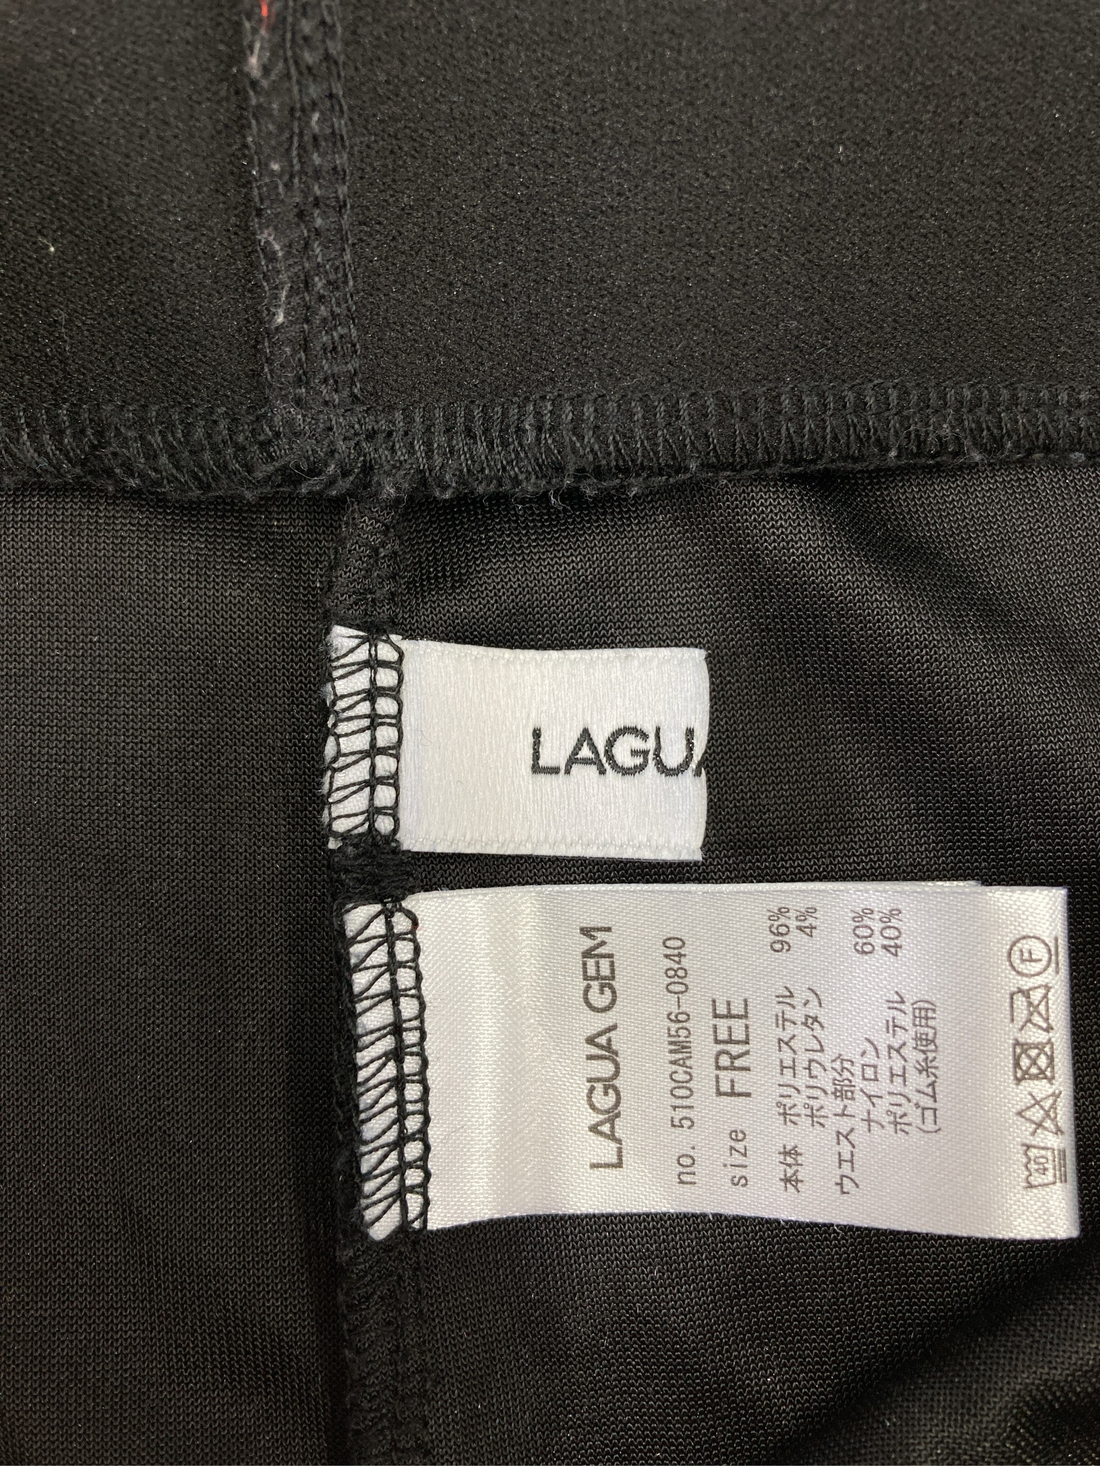 LAGUA
LAGUA GEM
no. 510CAM56-0840
size FREE
本体 ポリエステル 96%
ポリウレタン 4%
ウエスト部分
ナイロン 60%
ポリエステル 40%
(ゴム糸使用)
40
F